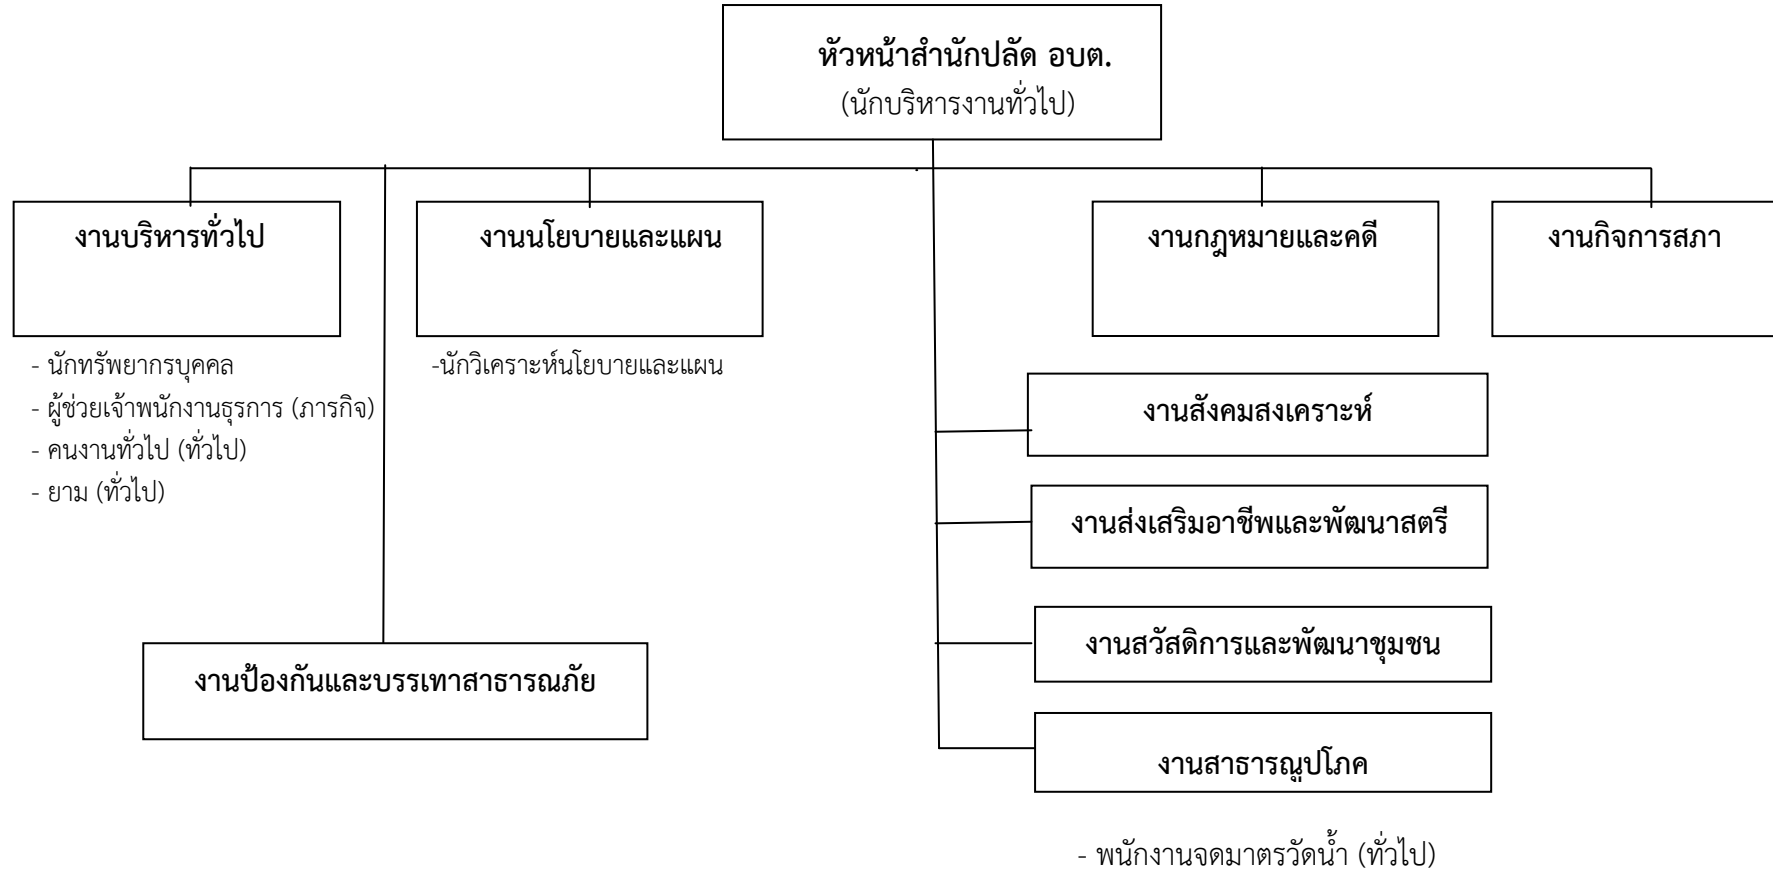 หัวหน้าสำนักปลัด อบต.
(นักบริหารงานทั่วไป)
งานบริหารทั่วไป
งานนโยบายและแผน
งานกฎหมายและคดี
งานกิจการสภา
- นักทรัพยากรบุคคล
- ผู้ช่วยเจ้าพนักงานธุรการ (ภารกิจ)
- คนงานทั่วไป (ทั่วไป)
- ยาม (ทั่วไป)
-นักวิเคราะห์นโยบายและแผน
งานสังคมสงเคราะห์
งานส่งเสริมอาชีพและพัฒนาสตรี
งานสวัสดิการและพัฒนาชุมชน
งานป้องกันและบรรเทาสาธารณภัย
งานสาธารณูปโภค
- พนักงานจดมาตรวัดน้ำ (ทั่วไป)